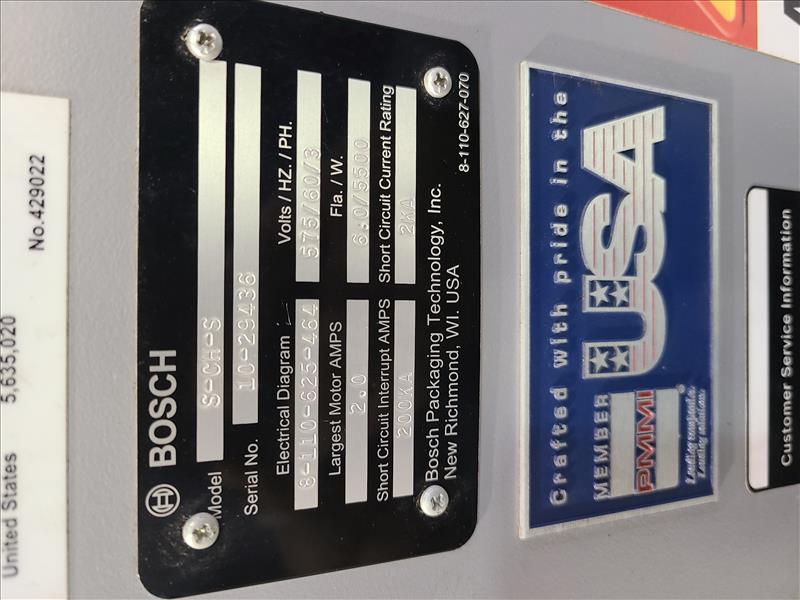 United States 5,635,020
No.429022
BOSCH
Model S-CH-S
Serial No. 10-29436
Electrical Diagram Volts / HZ. / PH.
8-110-625-464 575/60/3
Largest Motor AMPS Fla. / W.
2.0 6.0/5500
Short Circuit Interrupt AMPS Short Circuit Current Rating
200KA 2KA
Bosch Packaging Technology, Inc.
New Richmond, WI. USA
8-110-627-070
Crafted with pride in the
USA
MEMBER
PMMI
Customer Service Information